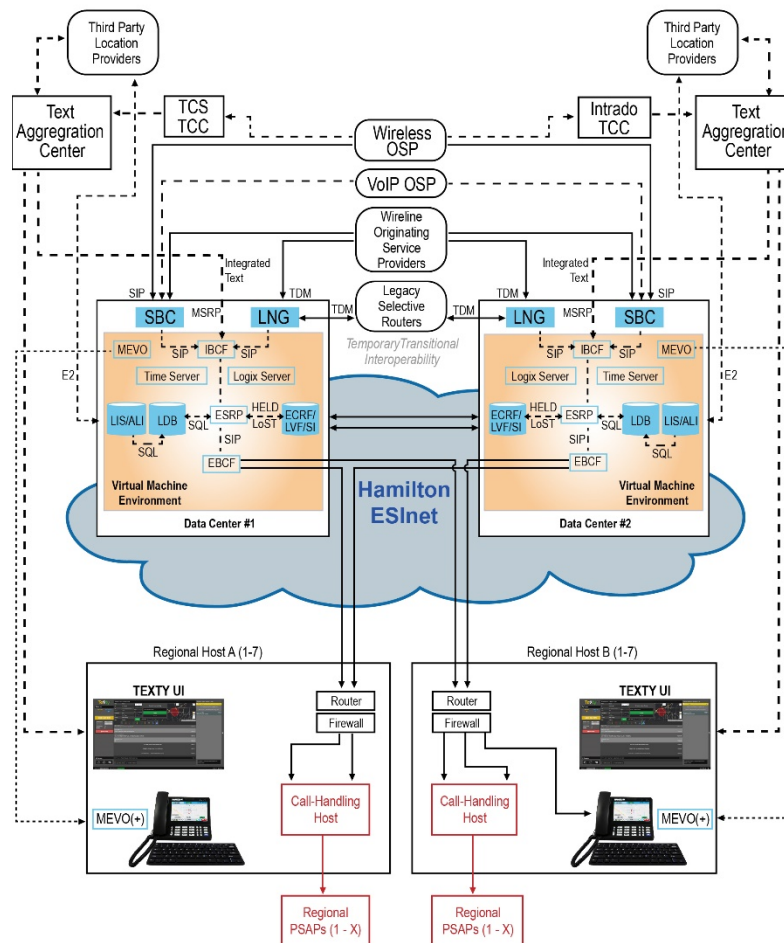 Third Party
Location
Providers
Third Party
Location
Providers
Text
Aggregration
Center
TCS
TCC
Wireless
OSP
Intrado
TCC
Text
Aggregration
Center
VoIP OSP
Wireline
Originating
Service
Providers
Integrated
Text
Integrated
Text
SIP
MSRP
TDM
TDM
MSRP
SIP
Legacy
Selective
Routers
TDM
TDM
TemporaryTransitional
Interoperability
SBC
LNG
LNG
SBC
MEVO
SIP
IBCF
SIP
SIP
IBCF
SIP
MEVO
E2
E2
Time Server
Logix Server
Logix Server
Time Server
LIS/ALI
LDB
SQL
ESRP
HELD
LoST
ECRF/
LVF/SI
SQL
SIP
EBCF
ECRF/
LVF/SI
HELD
LoST
ESRP
SQL
LDB
LIS/ALI
SQL
SIP
EBCF
Virtual Machine
Environment
Virtual Machine
Environment
Data Center #1
Data Center #2
Hamilton
ESInet
Regional Host A (1-7)
Regional Host B (1-7)
TEXTY UI
Router
Firewall
MEVO(+)
Call-Handling
Host
Regional
PSAPs (1 - X)
Router
Firewall
TEXTY UI
MEVO(+)
Call-Handling
Host
Regional
PSAPs (1 - X)